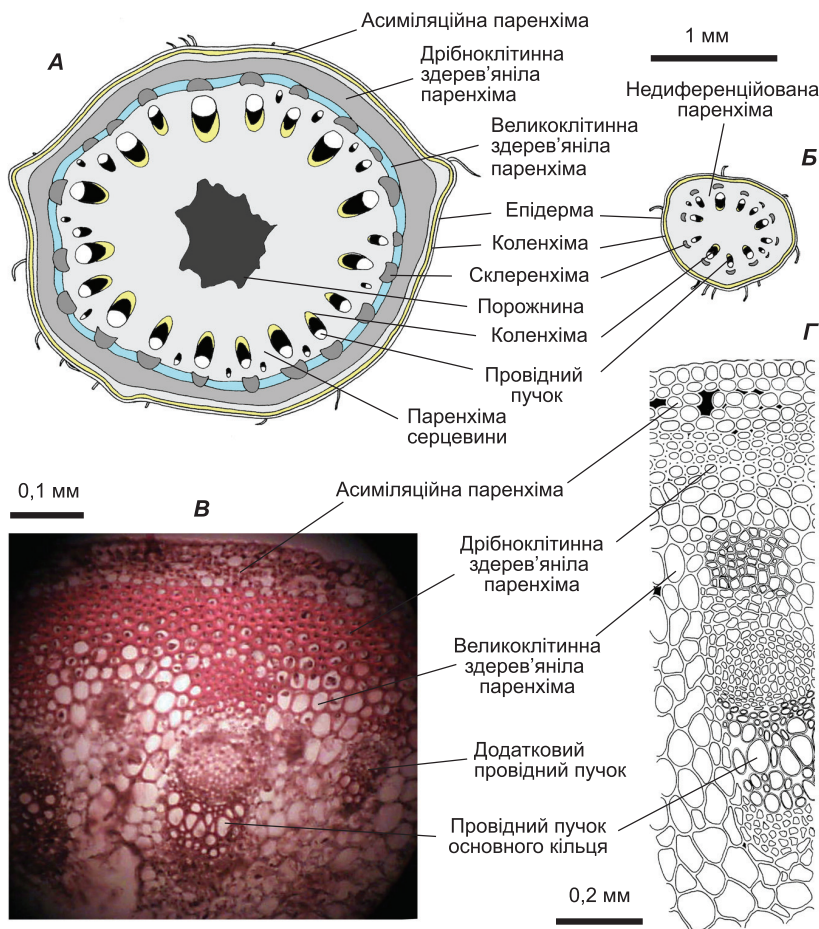 Асиміляційна паренхіма
А
Дрібноклітинна
здерев’яніла
паренхіма
1 мм
Недиференційована
паренхіма
Великоклітинна
здерев’яніла
паренхіма
Б
Епідерма
Коленхіма
Склеренхіма
Порожнина
Коленхіма
Г
Провідний
пучок
Паренхіма
серцевини
0,1 мм
В
Асиміляційна паренхіма
Дрібноклітинна
здерев’яніла
паренхіма
Великоклітинна
здерев’яніла
паренхіма
Додатковий
провідний пучок
Провідний пучок
основного кільця
0,2 мм